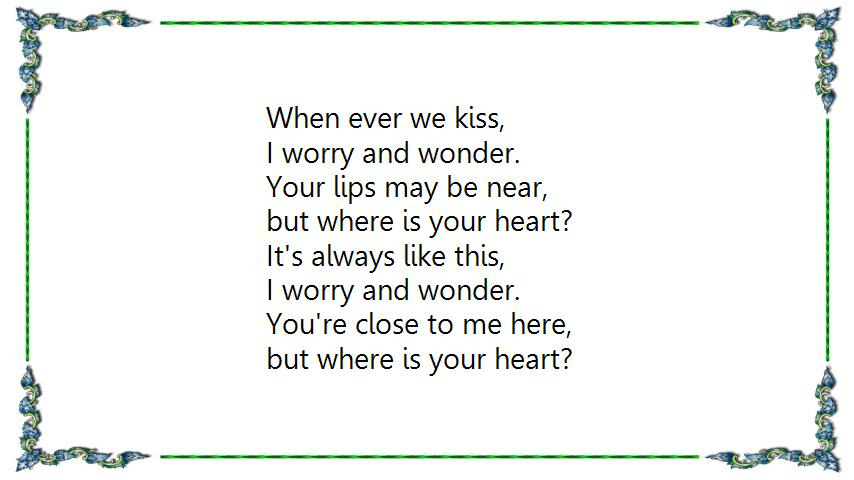 When ever we kiss,
I worry and wonder.
Your lips may be near,
but where is your heart?
It's always like this,
I worry and wonder.
You're close to me here,
but where is your heart?